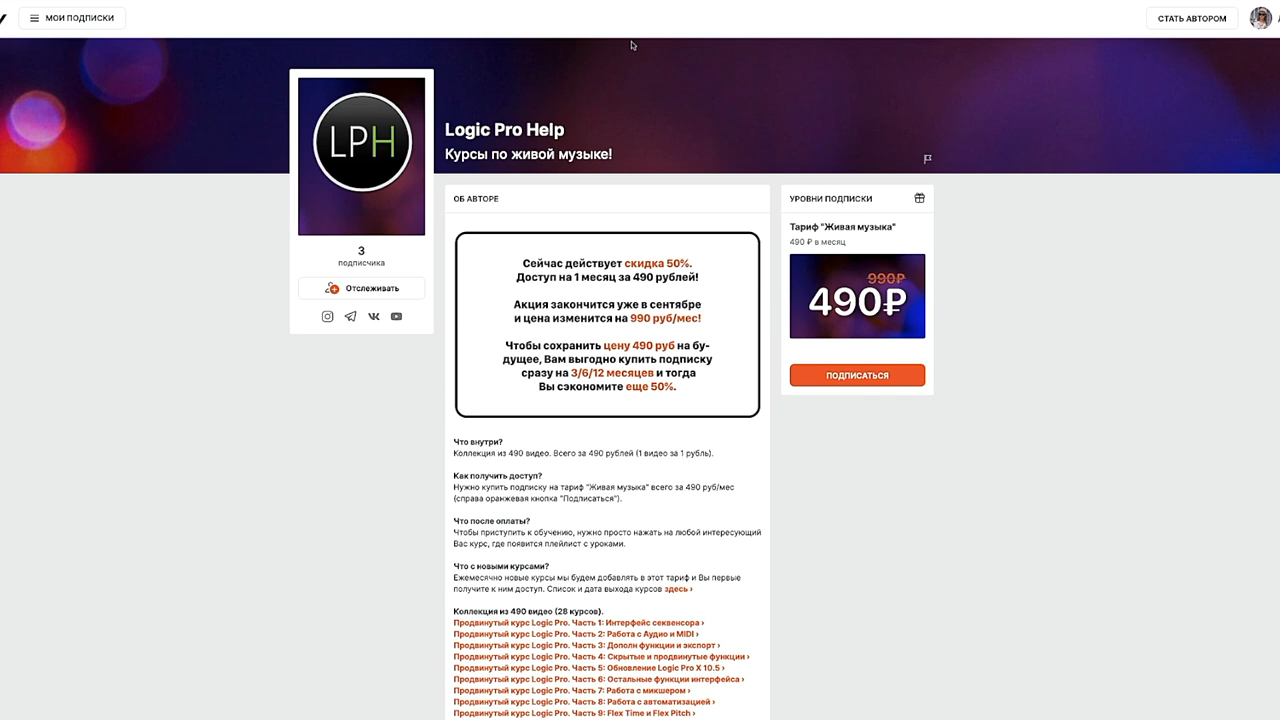 МОИ ПОДПИСКИ
СТАТЬ АВТОРОМ
LPH
Logic Pro Help
Курсы по живой музыке!
3
подписчика
Отслеживать
ОБ АВТОРЕ
Сейчас действует скидка 50%.
Доступ на 1 месяц за 490 рублей!
Акция закончится уже в сентябре
и цена изменится на 990 руб/мес!
Чтобы сохранить цену 490 руб на бу-
дущее, Вам выгодно купить подписку
сразу на 3/6/12 месяцев и тогда
Вы сэкономите еще 50%.
Что внутри?
Коллекция из 490 видео. Всего за 490 рублей (1 видео за 1 рубль).
Как получить доступ?
Нужно купить подписку на тариф "Живая музыка" всего за 490 руб/мес
(справа оранжевая кнопка "Подписаться").
Что после оплаты?
Чтобы приступить к обучению, нужно просто нажать на любой интересующий
Вас курс, где появится плейлист с уроками.
Что с новыми курсами?
Ежемесячно новые курсы мы будем добавлять в этот тариф и Вы первые
получите к ним доступ. Список и дата выхода курсов здесь ›
Коллекция из 490 видео (28 курсов).
Продвинутый курс Logic Pro. Часть 1: Интерфейс секвенсора ›
Продвинутый курс Logic Pro. Часть 2: Работа с Аудио и MIDI ›
Продвинутый курс Logic Pro. Часть 3: Дополн функции и экспорт ›
Продвинутый курс Logic Pro. Часть 4: Скрытые и продвинутые функции ›
Продвинутый курс Logic Pro. Часть 5: Обновление Logic Pro X 10.5 ›
Продвинутый курс Logic Pro. Часть 6: Остальные функции интерфейса ›
Продвинутый курс Logic Pro. Часть 7: Работа с микшером ›
Продвинутый курс Logic Pro. Часть 8: Работа с автоматизацией ›
Продвинутый курс Logic Pro. Часть 9: Flex Time и Flex Pitch ›
УРОВНИ ПОДПИСКИ
Тариф "Живая музыка"
490 ₽ в месяц
990₽
490₽
ПОДПИСАТЬСЯ